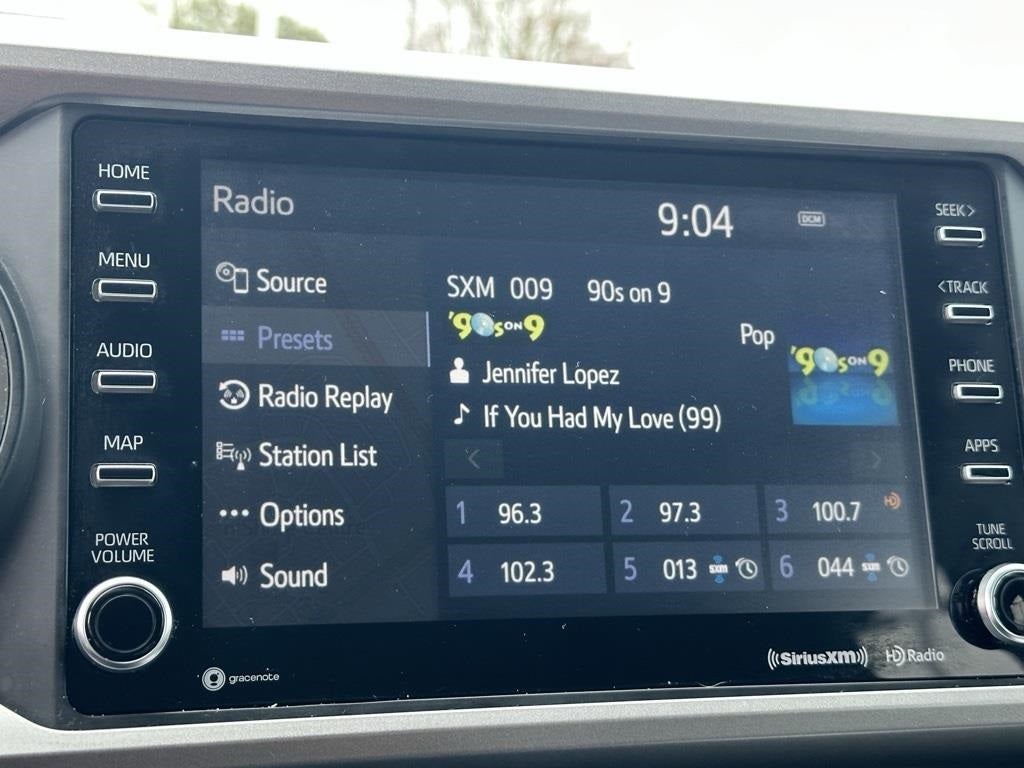 HOME
MENU
AUDIO
MAP
POWER
VOLUME
Radio
9:04
DCM
Source
Presets
Radio Replay
Station List
Options
Sound
SXM 009 90s on 9
'90s ON 9
Pop
'90s ON 9
Jennifer Lopez
If You Had My Love (99)
1 96.3
2 97.3
3 100.7 HD
4 102.3
5 013 sxm
6 044 sxm
SEEK>
<TRACK
PHONE
APPS
TUNE
SCROLL
gracenote
((SiriusXM))
HD Radio